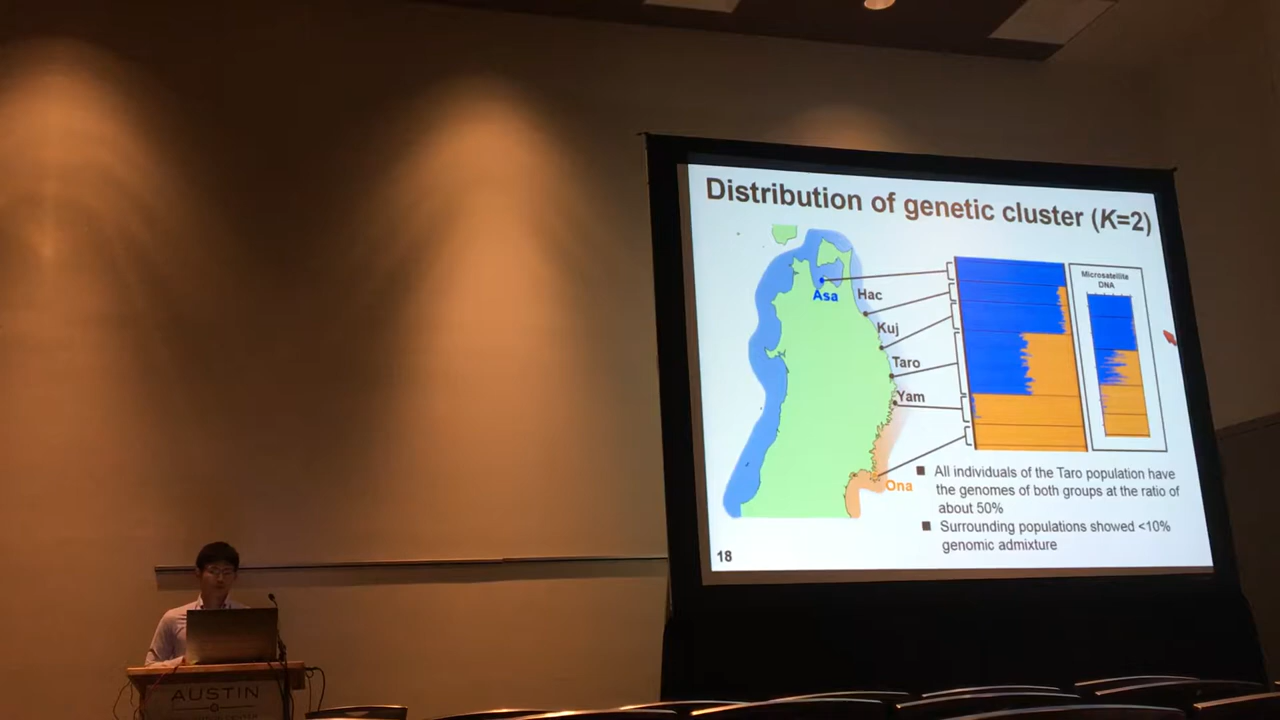 Distribution of genetic cluster (K=2)
Microsatellite
DNA
Asa
Hac
Kuj
Taro
Yam
Ona
■ All individuals of the Taro population have
the genomes of both groups at the ratio of
about 50%
■ Surrounding populations showed <10%
genomic admixture
18
AUSTIN